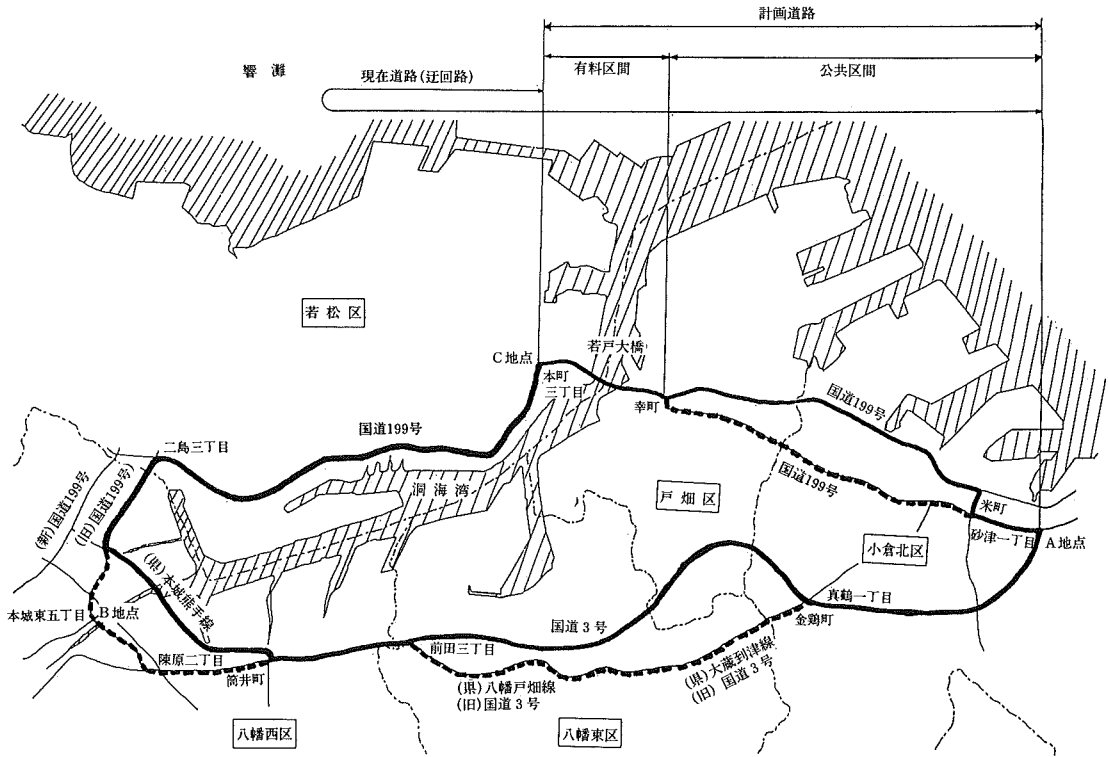 計画道路
有料区間
公共区間
響灘
現在道路(迂回路)
若松区
若戸大橋
C地点
本町
三丁目
幸町
国道199号
国道199号
二島三丁目
洞海湾
戸畑区
国道199号
米町
(新)国道199号
(旧)国道199号
小倉北区
砂津一丁目
A地点
(県)本城熊手線
真鶴一丁目
本城東五丁目
B地点
国道3号
金鶏町
前田三丁目
陳原二丁目
筒井町
(県)大蔵到津線
(旧)国道3号
(県)八幡戸畑線
(旧)国道3号
八幡西区
八幡東区